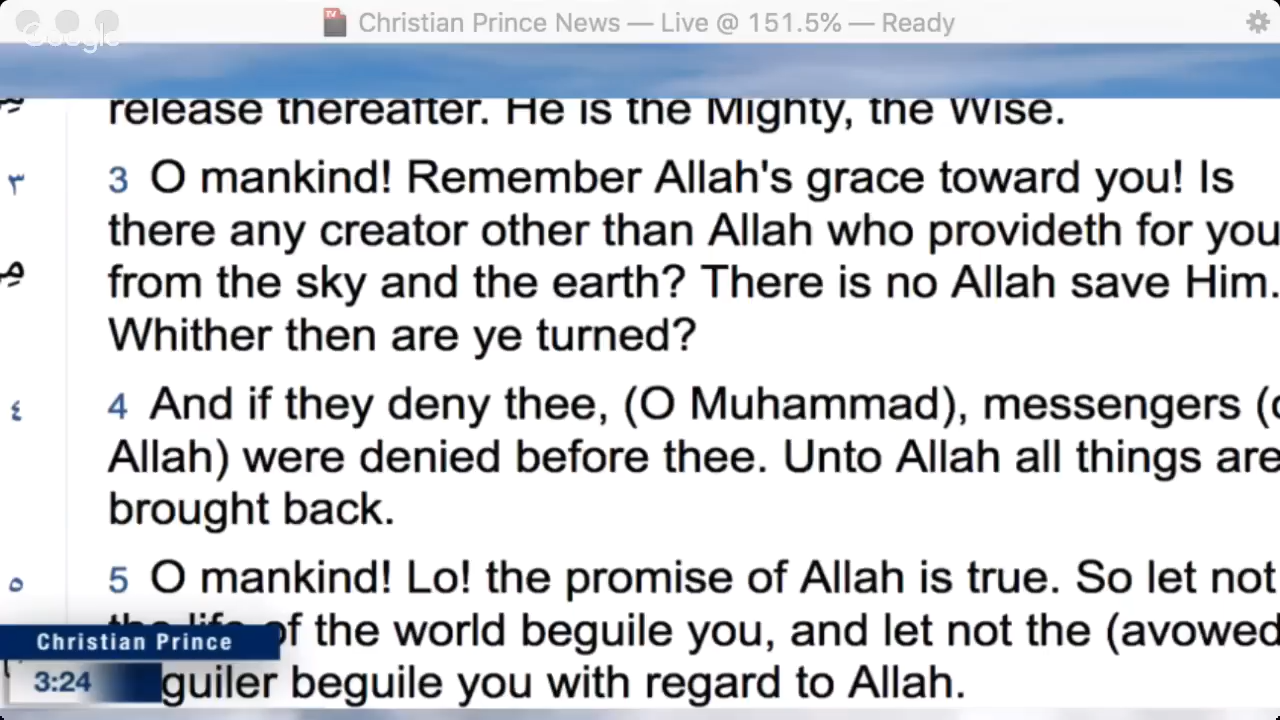 Christian Prince News — Live @ 151.5% — Ready
Google
release thereafter. He is the Mighty, the Wise.
٣
3 O mankind! Remember Allah's grace toward you! Is
there any creator other than Allah who provideth for you
from the sky and the earth? There is no Allah save Him.
Whither then are ye turned?
٤
4 And if they deny thee, (O Muhammad), messengers (
Allah) were denied before thee. Unto Allah all things are
brought back.
٥
5 O mankind! Lo! the promise of Allah is true. So let not
the life of the world beguile you, and let not the (avowed
guiler beguile you with regard to Allah.
Christian Prince
3:24